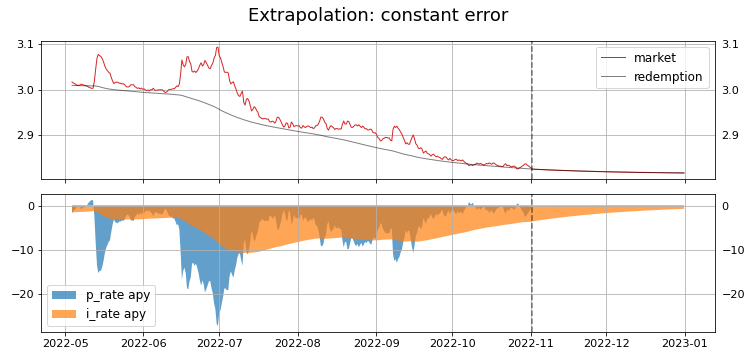 Extrapolation: constant error
3.1 3.1
market
redemption
3.0 3.0
2.9 2.9
0 0
−10 −10
−20 −20
p_rate apy
i_rate apy
2022-05 2022-06 2022-07 2022-08 2022-09 2022-10 2022-11 2022-12 2023-01